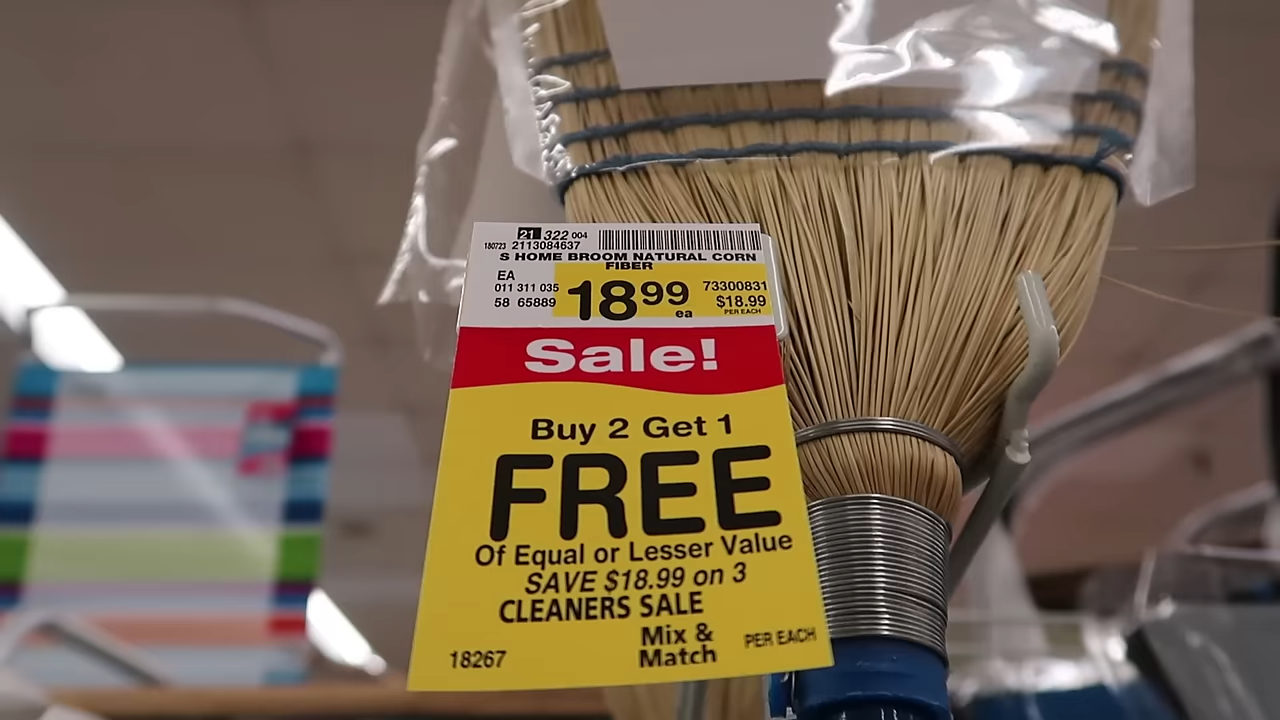 21 322 004
180723 2113084637
S HOME BROOM NATURAL CORN
FIBER
EA
011 311 035
58 65889
18 99
ea
73300831
$18.99
PER EACH
Sale!
Buy 2 Get 1
FREE
Of Equal or Lesser Value
SAVE $18.99 on 3
CLEANERS SALE
Mix &
Match
PER EACH
18267